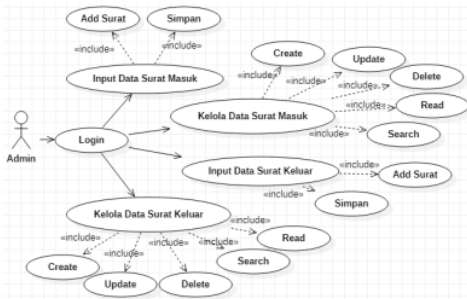 Add Surat
Simpan
«include»
«include»
Create
Update
Input Data Surat Masuk
«include»
«include»
Delete
«include»
Kelola Data Surat Masuk
«include»
Read
«include»
Search
Admin
Login
Input Data Surat Keluar
«include»
Add Surat
«include»
Simpan
Kelola Data Surat Keluar
«include»
Read
«include»
«include»
«include»
«include»
Search
Create
Update
Delete